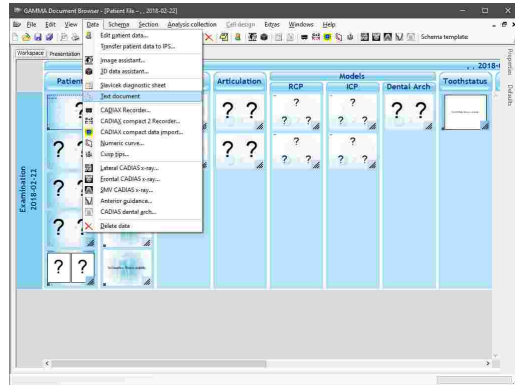 GAMMA Document Browser - [Patient File - , , 2018-02-22]
File Edit View Data Schema Section Analysis collection Cell design Extras Windows Help
Schema template:
Workspace Presentation
Edit patient data...
Transfer patient data to IPS...
Image assistant...
3D data assistant...
Slavicek diagnostic sheet
Text document
CADIAX Recorder...
CADIAX compact 2 Recorder...
CADIAX compact data import...
Numeric curve...
Cusp tips...
Lateral CADIAS x-ray...
Frontal CADIAS x-ray...
SMV CADIAS x-ray...
Anterior guidance...
CADIAS dental arch...
Delete data
Properties
Defaults
, , 2018-
Patient
Articulation
Models
RCP
ICP
Dental Arch
Toothstatus
Examination
2018-02-22
? ? ? ? ? ? ?
? ? ? ?
? ? ? ? ? ?
? ? ? ?
? ?
? ?
? ?